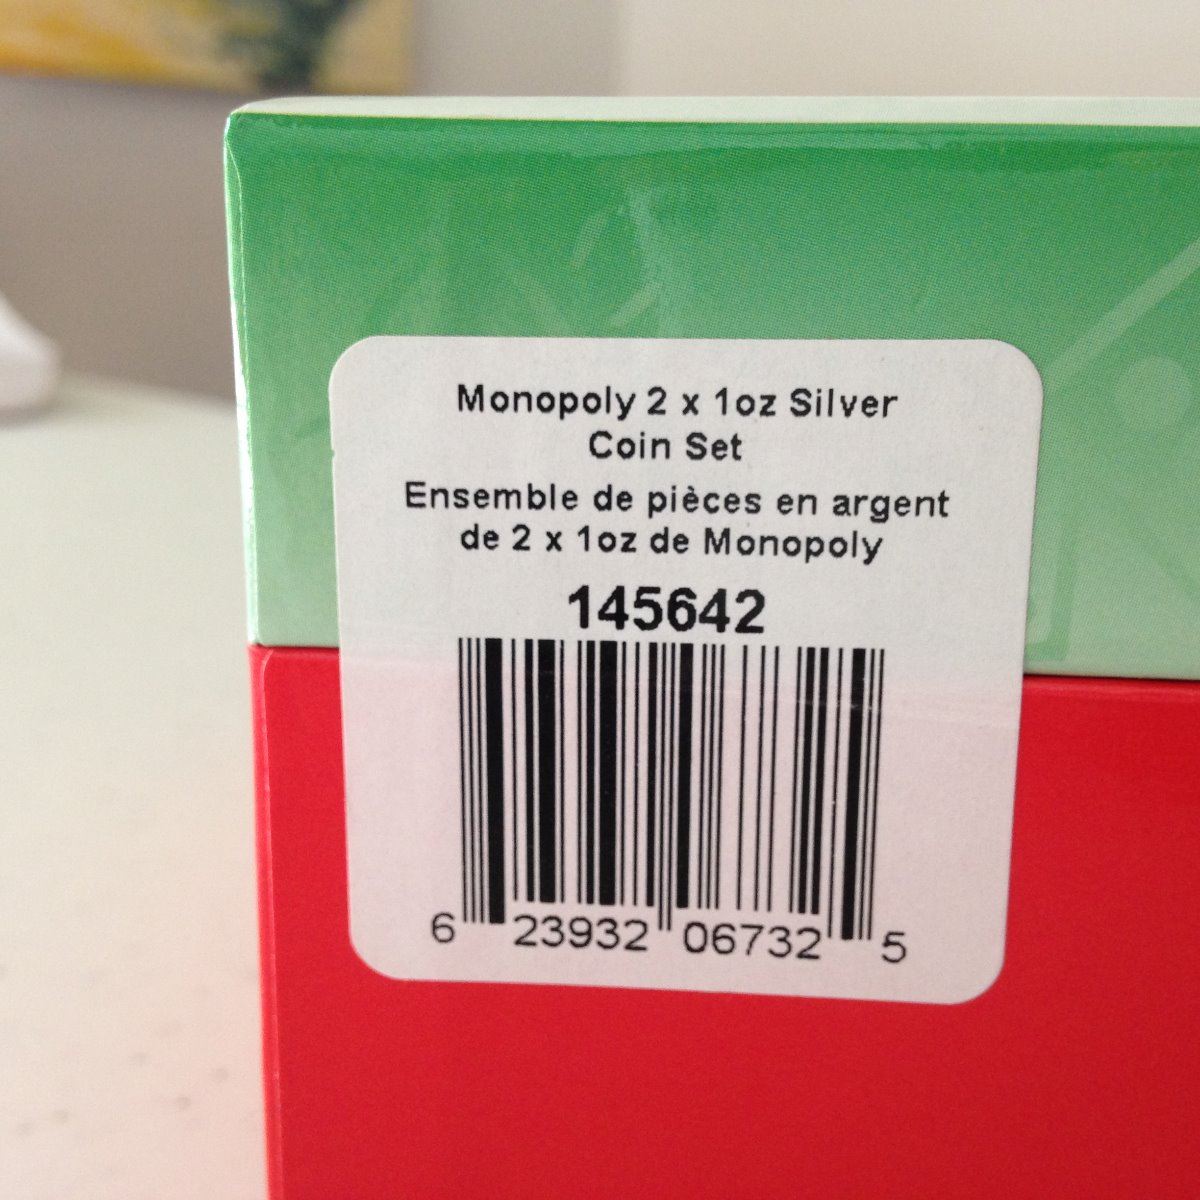 Monopoly 2 x 1oz Silver
Coin Set
Ensemble de pièces en argent
de 2 x 1oz de Monopoly
145642
6 23932 06732 5